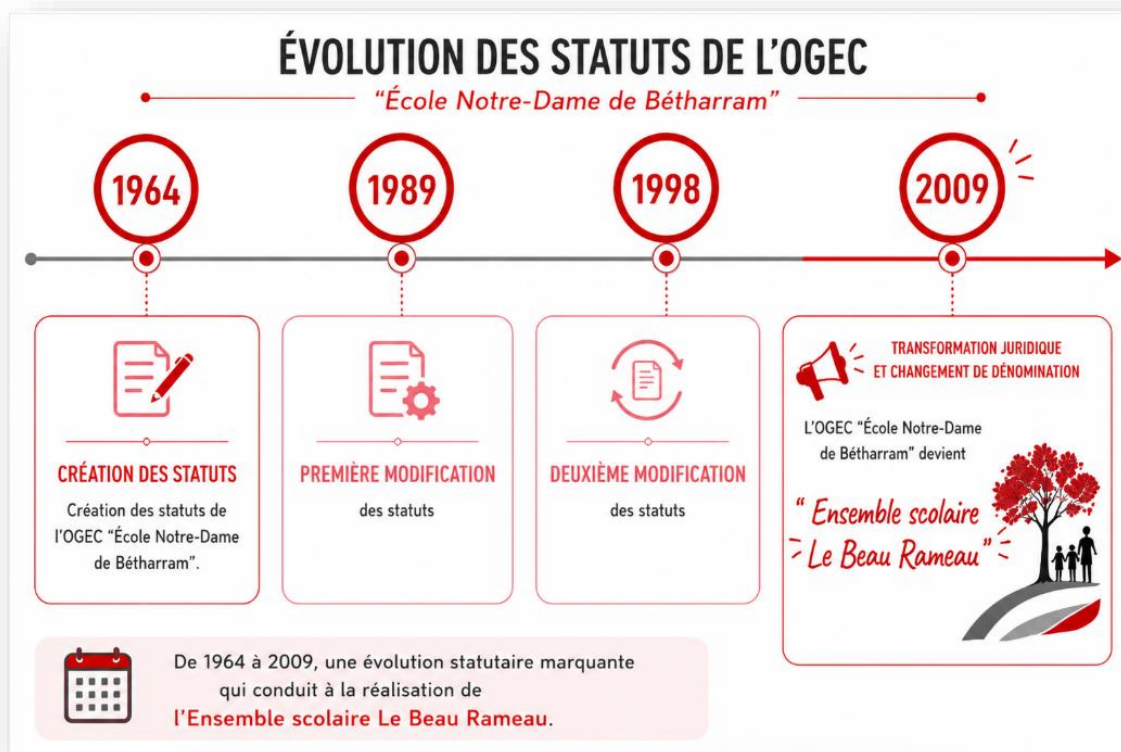 ÉVOLUTION DES STATUTS DE L’OGEC
“École Notre-Dame de Bétharram”
1964
1989
1998
2009
CRÉATION DES STATUTS
Création des statuts de
l’OGEC “École Notre-Dame
de Bétharram”.
PREMIÈRE MODIFICATION
des statuts
DEUXIÈME MODIFICATION
des statuts
TRANSFORMATION JURIDIQUE
ET CHANGEMENT DE DÉNOMINATION
L’OGEC “École Notre-Dame
de Bétharram” devient
“ Ensemble scolaire
Le Beau Rameau”
De 1964 à 2009, une évolution statutaire marquante
qui conduit à la réalisation de
l’Ensemble scolaire Le Beau Rameau.